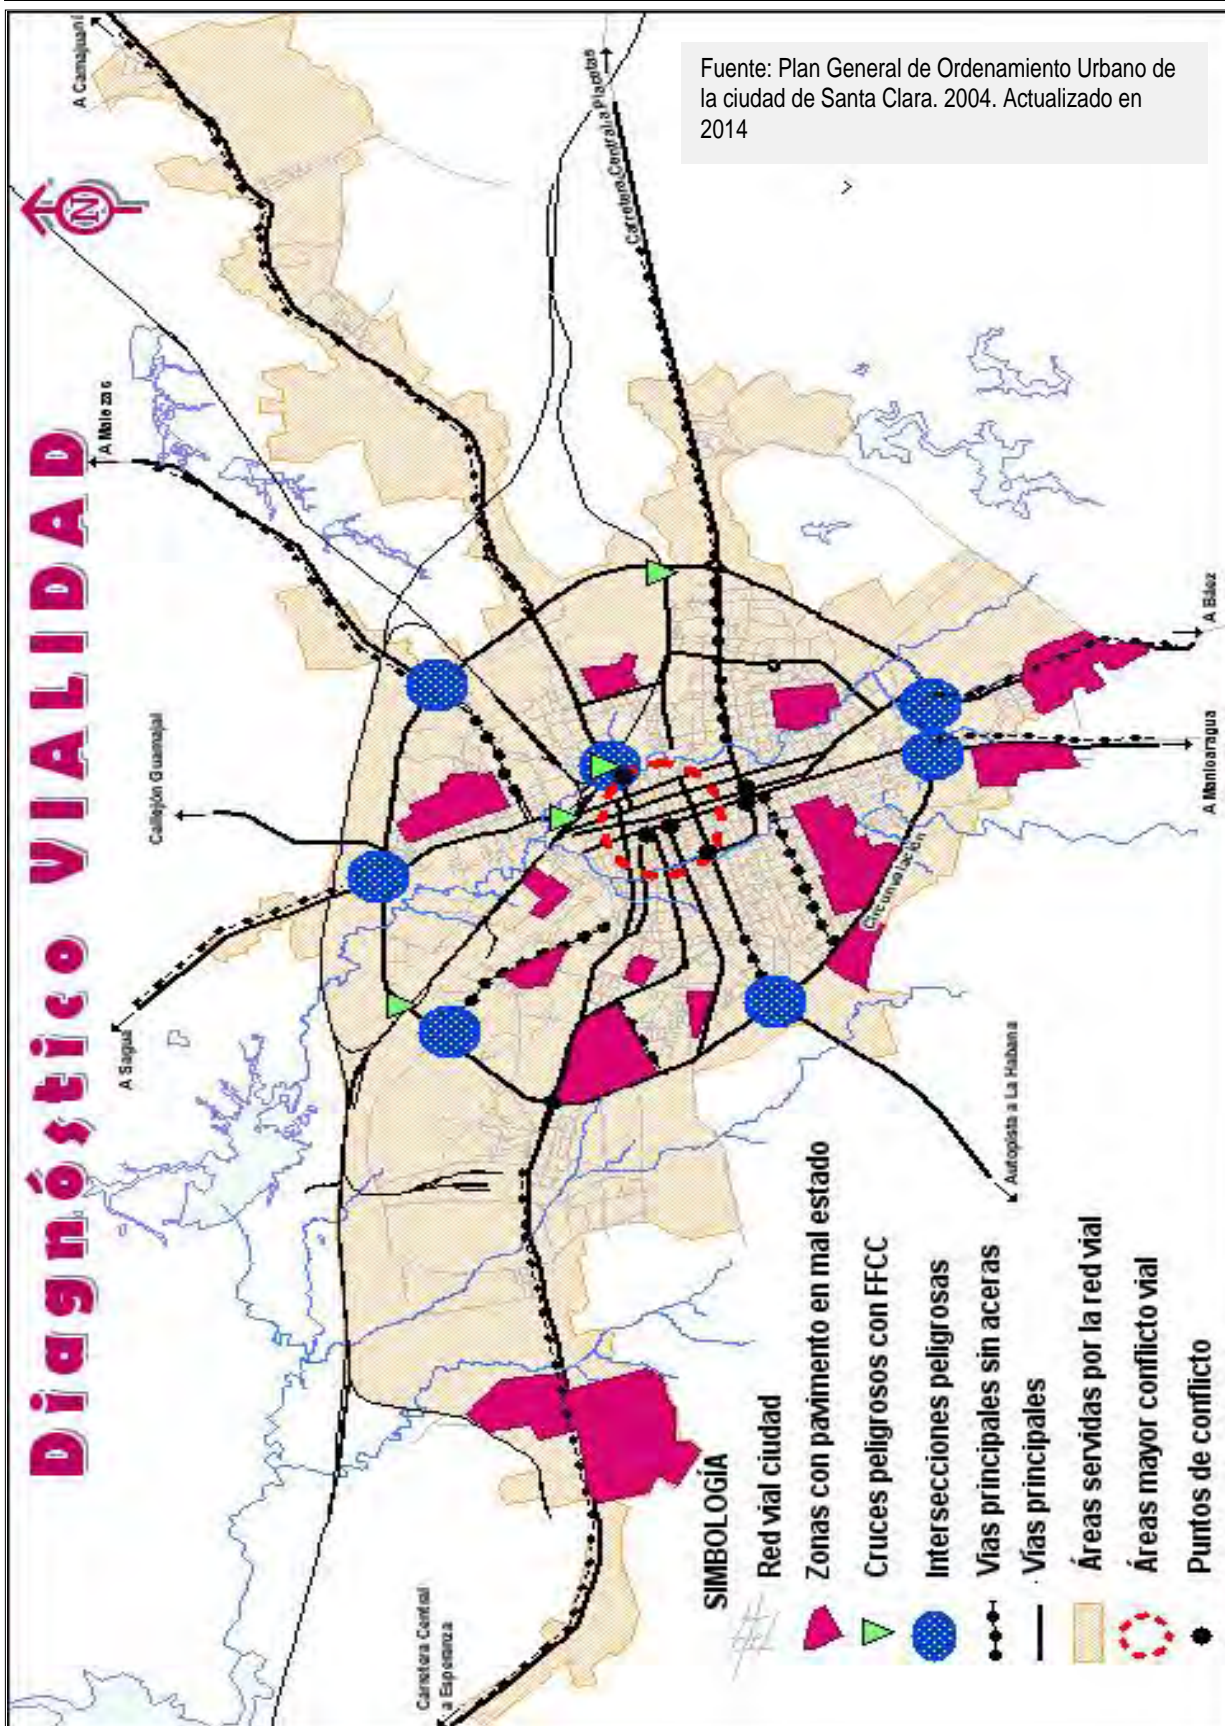 Fuente: Plan General de Ordenamiento Urbano de
la ciudad de Santa Clara. 2004. Actualizado en
2014
Diagnóstico VIALIDAD
N
A Camajuaní
A Malezas
Callejón Guamajal
A Sagua
Carretera Central a Placetas
Carretera Central
a Esperanza
Circunvalación
Autopista a La Habana
A Manicaragua
A Báez
SIMBOLOGÍA
Red vial ciudad
Zonas con pavimento en mal estado
Cruces peligrosos con FFCC
Intersecciones peligrosas
Vias principales sin aceras
Vías principales
Áreas servidas por la red vial
Áreas mayor conflicto vial
Puntos de conflicto